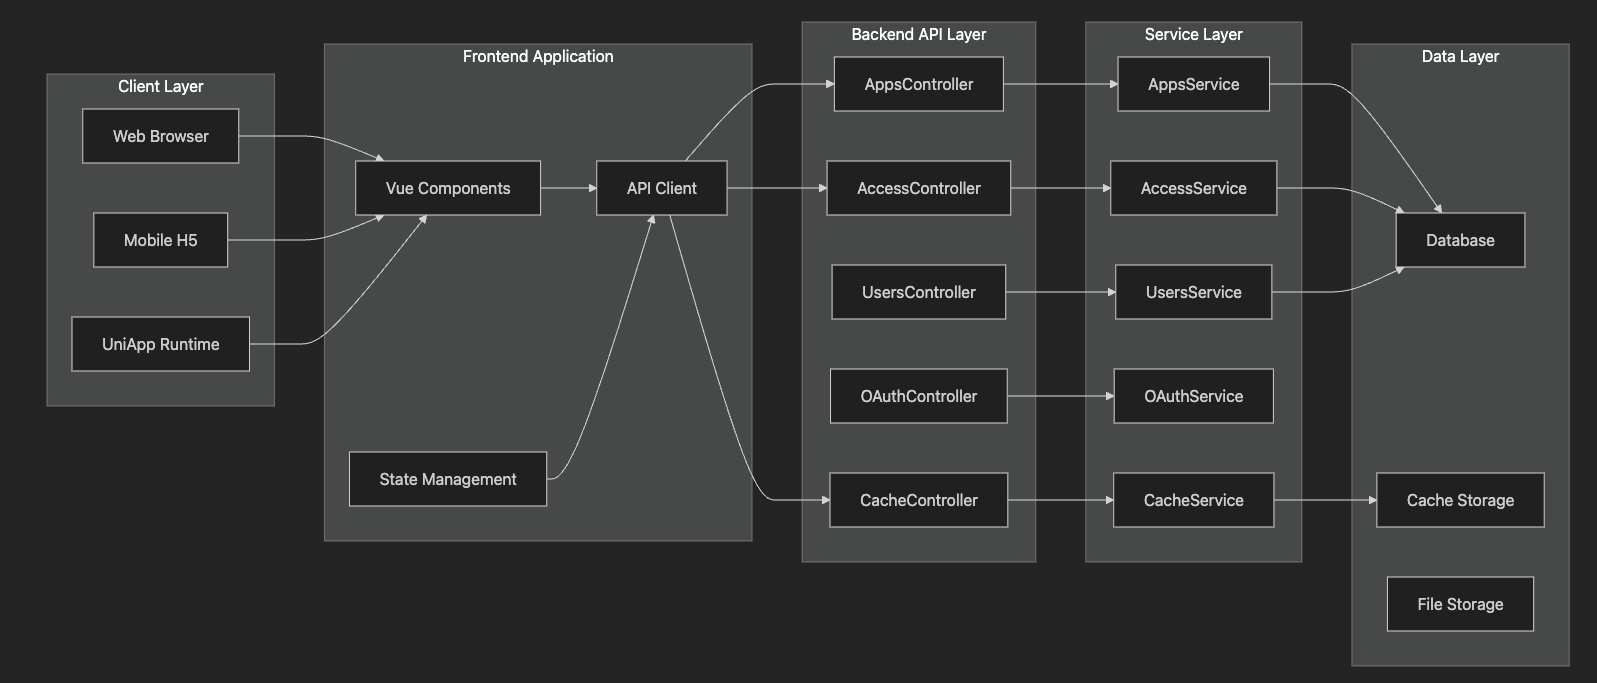 Client Layer
Web Browser
Mobile H5
UniApp Runtime
Frontend Application
Vue Components
API Client
State Management
Backend API Layer
AppsController
AccessController
UsersController
OAuthController
CacheController
Service Layer
AppsService
AccessService
UsersService
OAuthService
CacheService
Data Layer
Database
Cache Storage
File Storage